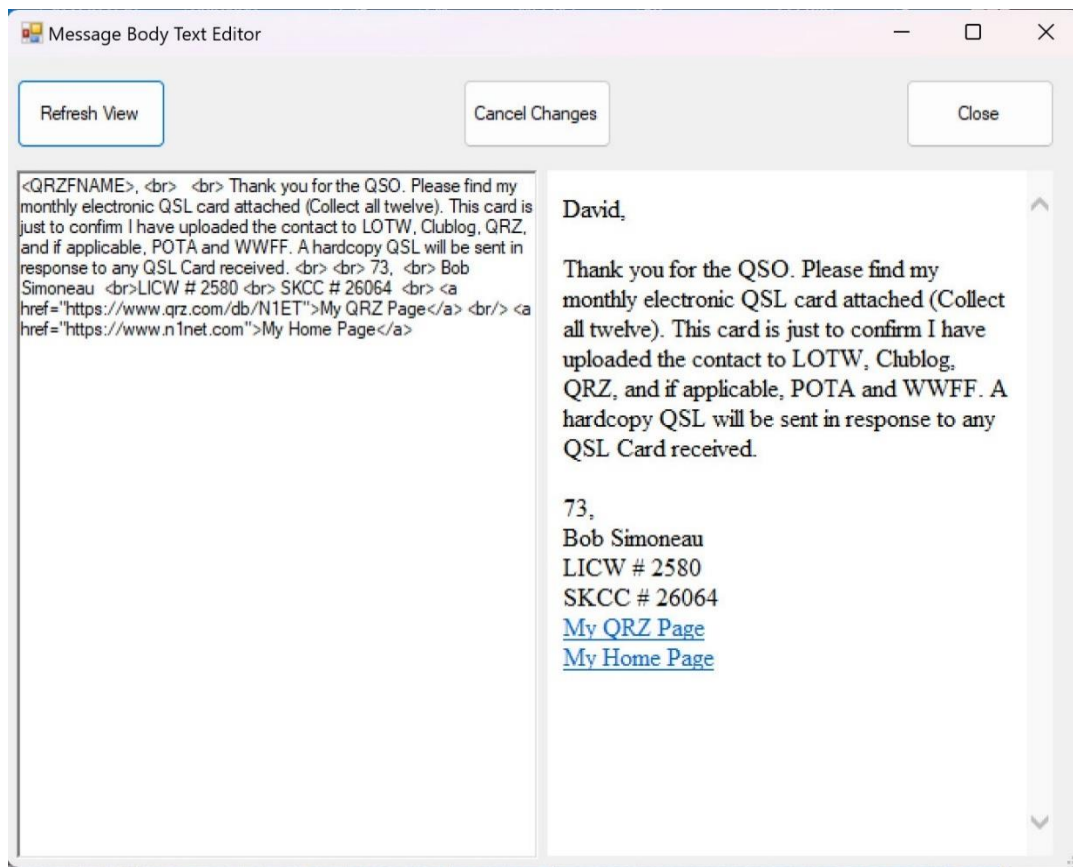 Message Body Text Editor
Refresh View
Cancel Changes
Close
<QRZFNAME>, <br>   <br> Thank you for the QSO. Please find my
monthly electronic QSL card attached (Collect all twelve). This card is
just to confirm I have uploaded the contact to LOTW, Clublog, QRZ,
and if applicable, POTA and WWFF. A hardcopy QSL will be sent in
response to any QSL Card received. <br> <br> 73,  <br> Bob
Simoneau  <br>LICW # 2580 <br> SKCC # 26064  <br> <a
href="https://www.qrz.com/db/N1ET">My QRZ Page</a> <br/> <a
href="https://www.n1net.com">My Home Page</a>
David,
Thank you for the QSO. Please find my
monthly electronic QSL card attached (Collect
all twelve). This card is just to confirm I have
uploaded the contact to LOTW, Clublog,
QRZ, and if applicable, POTA and WWFF. A
hardcopy QSL will be sent in response to any
QSL Card received.
73,
Bob Simoneau
LICW # 2580
SKCC # 26064
My QRZ Page
My Home Page